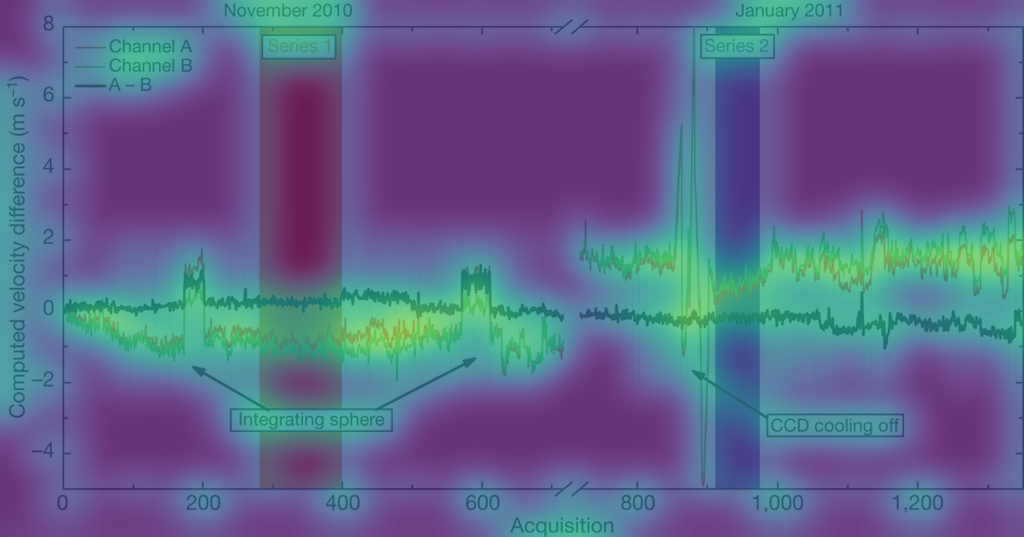 November 2010
January 2011
8
6
4
2
0
−2
−4
Computed velocity difference (m s⁻¹)
Channel A
Channel B
A – B
Series 1
Series 2
Integrating sphere
CCD cooling off
0
200
400
600
800
1,000
1,200
Acquisition